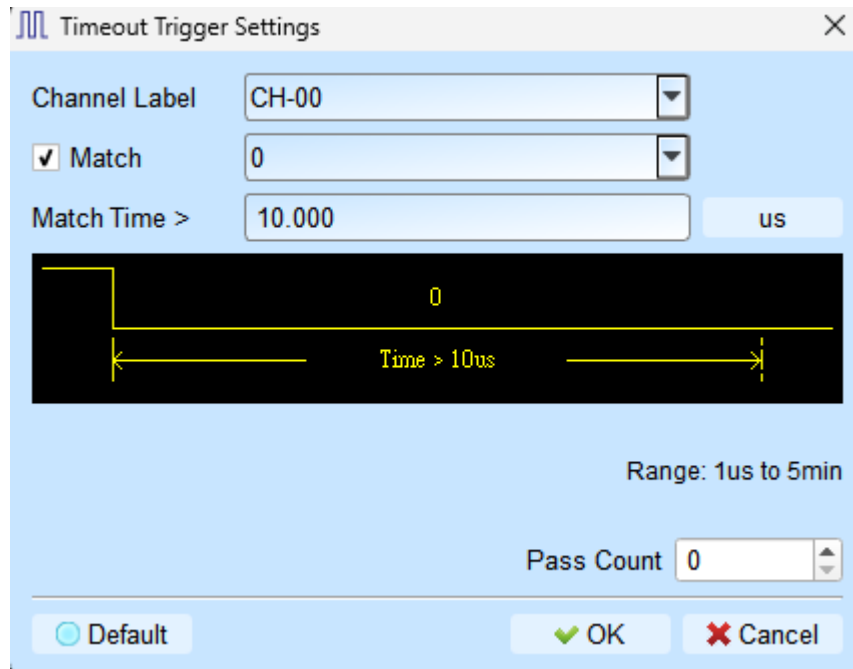 Timeout Trigger Settings
Channel Label CH-00
Match 0
Match Time > 10.000 us
0
Time > 10us
Range: 1us to 5min
Pass Count 0
Default OK Cancel